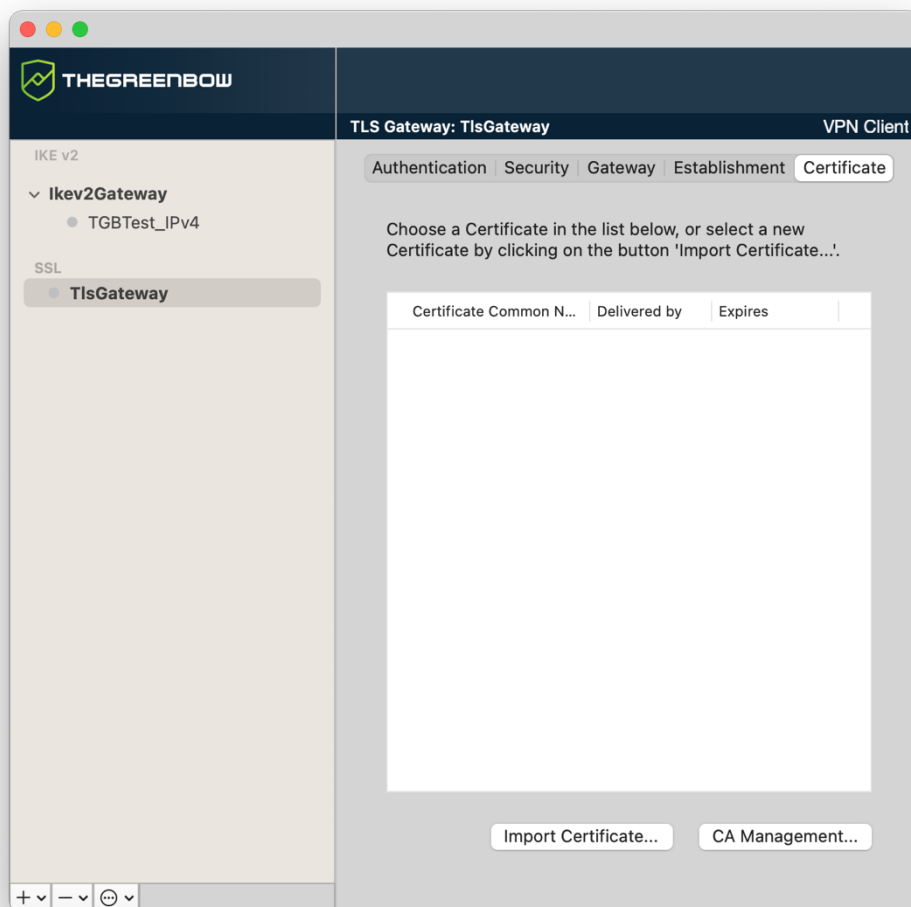 THEGREENBOW
TLS Gateway: TlsGateway
VPN Client
IKE v2
Ikev2Gateway
TGBTest_IPv4
SSL
TlsGateway
Authentication Security Gateway Establishment Certificate
Choose a Certificate in the list below, or select a new
Certificate by clicking on the button 'Import Certificate...'.
Certificate Common N... Delivered by Expires
Import Certificate... CA Management...